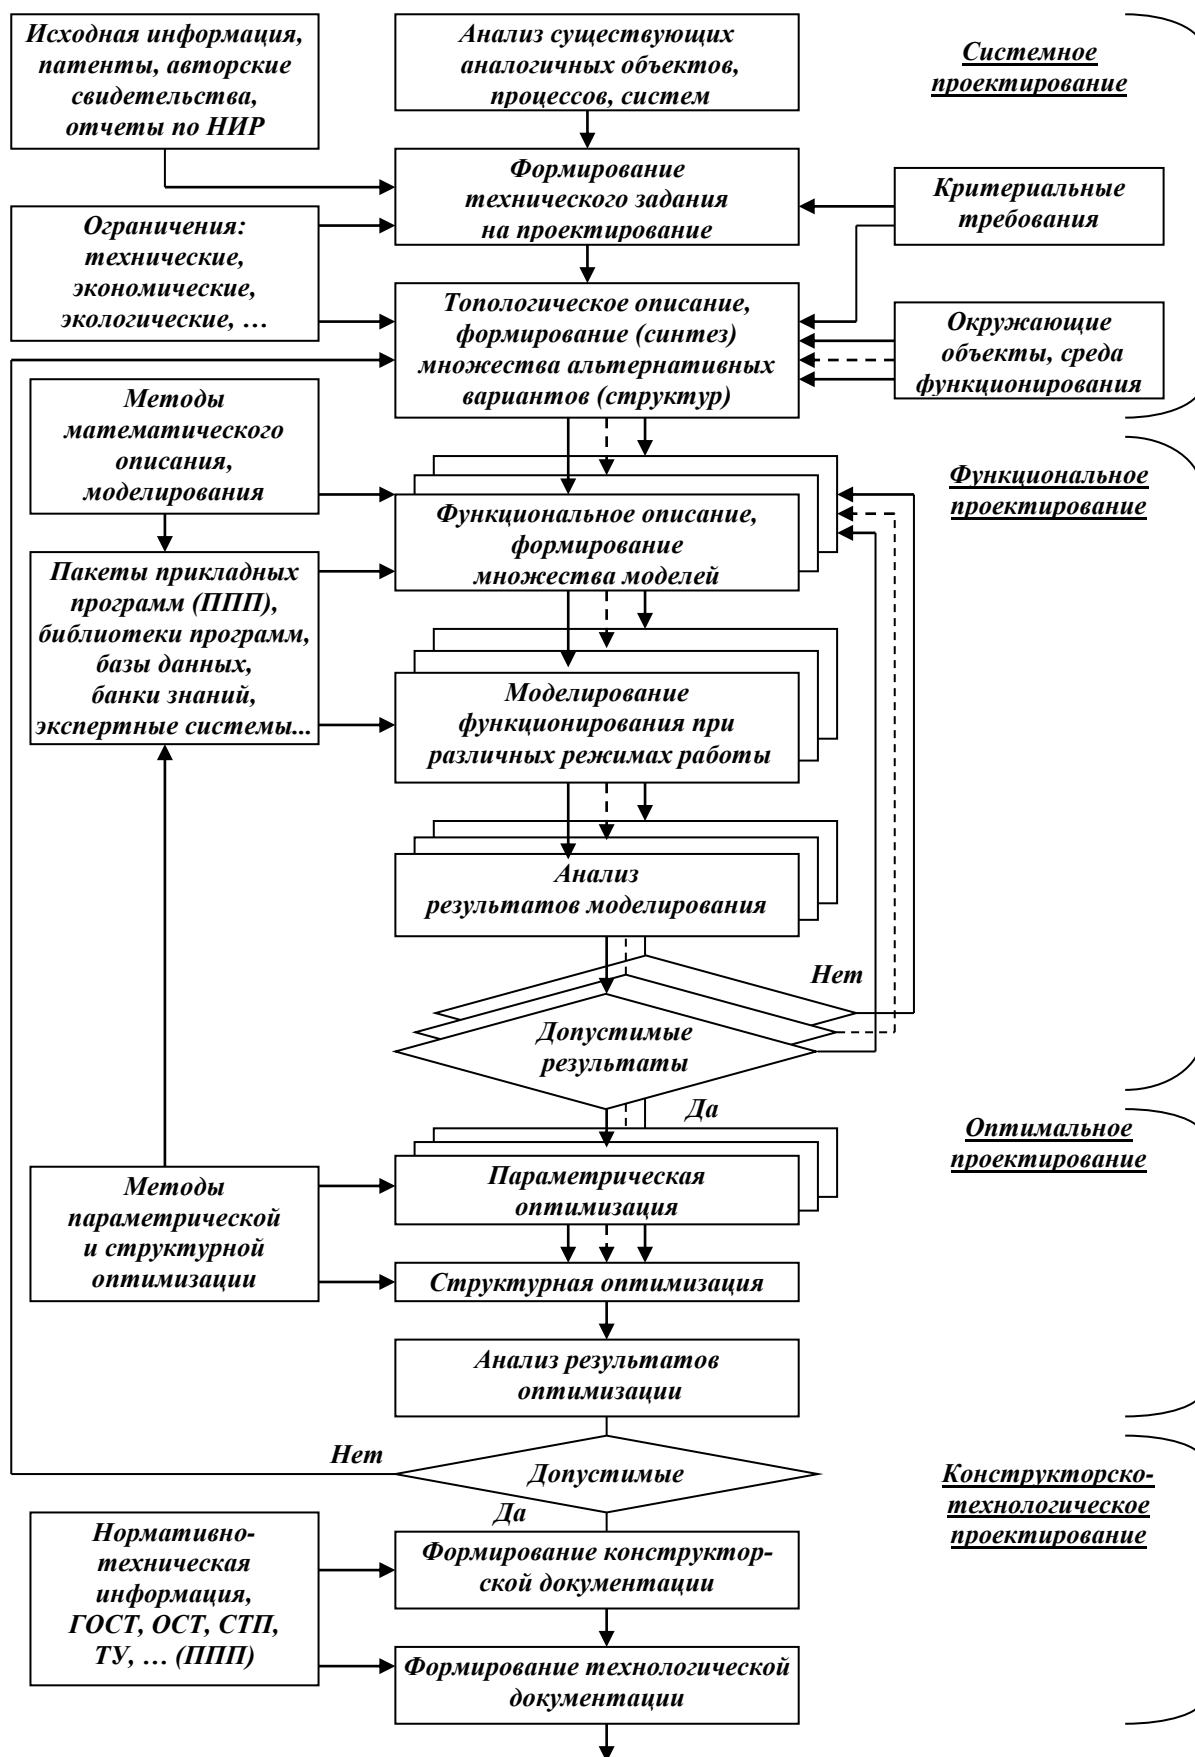 Исходная информация,
патенты, авторские
свидетельства,
отчеты по НИР
Анализ существующих
аналогичных объектов,
процессов, систем
Системное
проектирование
Формирование
технического задания
на проектирование
Критериальные
требования
Ограничения:
технические,
экономические,
экологические, …
Топологическое описание,
формирование (синтез)
множества альтернативных
вариантов (структур)
Окружающие
объекты, среда
функционирования
Методы
математического
описания,
моделирования
Функциональное
проектирование
Функциональное описание,
формирование
множества моделей
Пакеты прикладных
программ (ППП),
библиотеки программ,
базы данных,
банки знаний,
экспертные системы...
Моделирование
функционирования при
различных режимах работы
Анализ
результатов моделирования
Нет
Допустимые
результаты
Да
Оптимальное
проектирование
Методы
параметрической
и структурной
оптимизации
Параметрическая
оптимизация
Структурная оптимизация
Анализ результатов
оптимизации
Нет
Допустимые
Да
Конструкторско-
технологическое
проектирование
Нормативно-
техническая
информация,
ГОСТ, ОСТ, СТП,
ТУ, … (ППП)
Формирование конструктор-
ской документации
Формирование технологической
документации